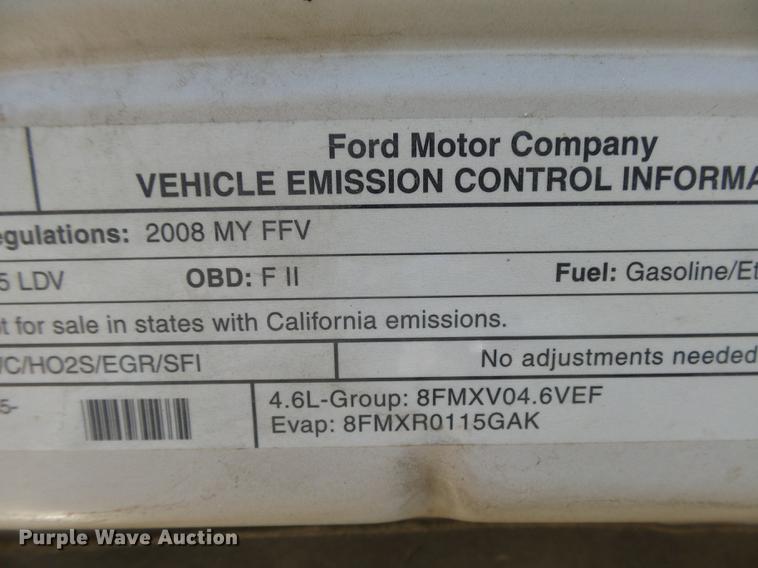 Ford Motor Company
VEHICLE EMISSION CONTROL INFORMA
egulations: 2008 MY FFV
5 LDV OBD: F II Fuel: Gasoline/Et
t for sale in states with California emissions.
/C/HO2S/EGR/SFI No adjustments needed
5- 4.6L-Group: 8FMXV04.6VEF
Evap: 8FMXR0115GAK
Purple Wave Auction